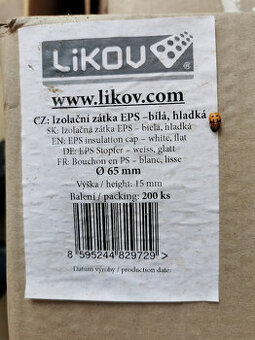 LIKOV ®
www.likov.com
CZ: Izolační zátka EPS –bílá, hladká
SK: Izolačná zátka EPS – biela, hladká
EN: EPS insulation cap – white, flat
DE: EPS Stopfer – weiss, glatt
FR: Bouchon en PS – blanc, lisse
Ø 65 mm
Výška / height: 15 mm
Balení / packing: 200 ks
8 595244 829729 >
Datum výroby / production date: